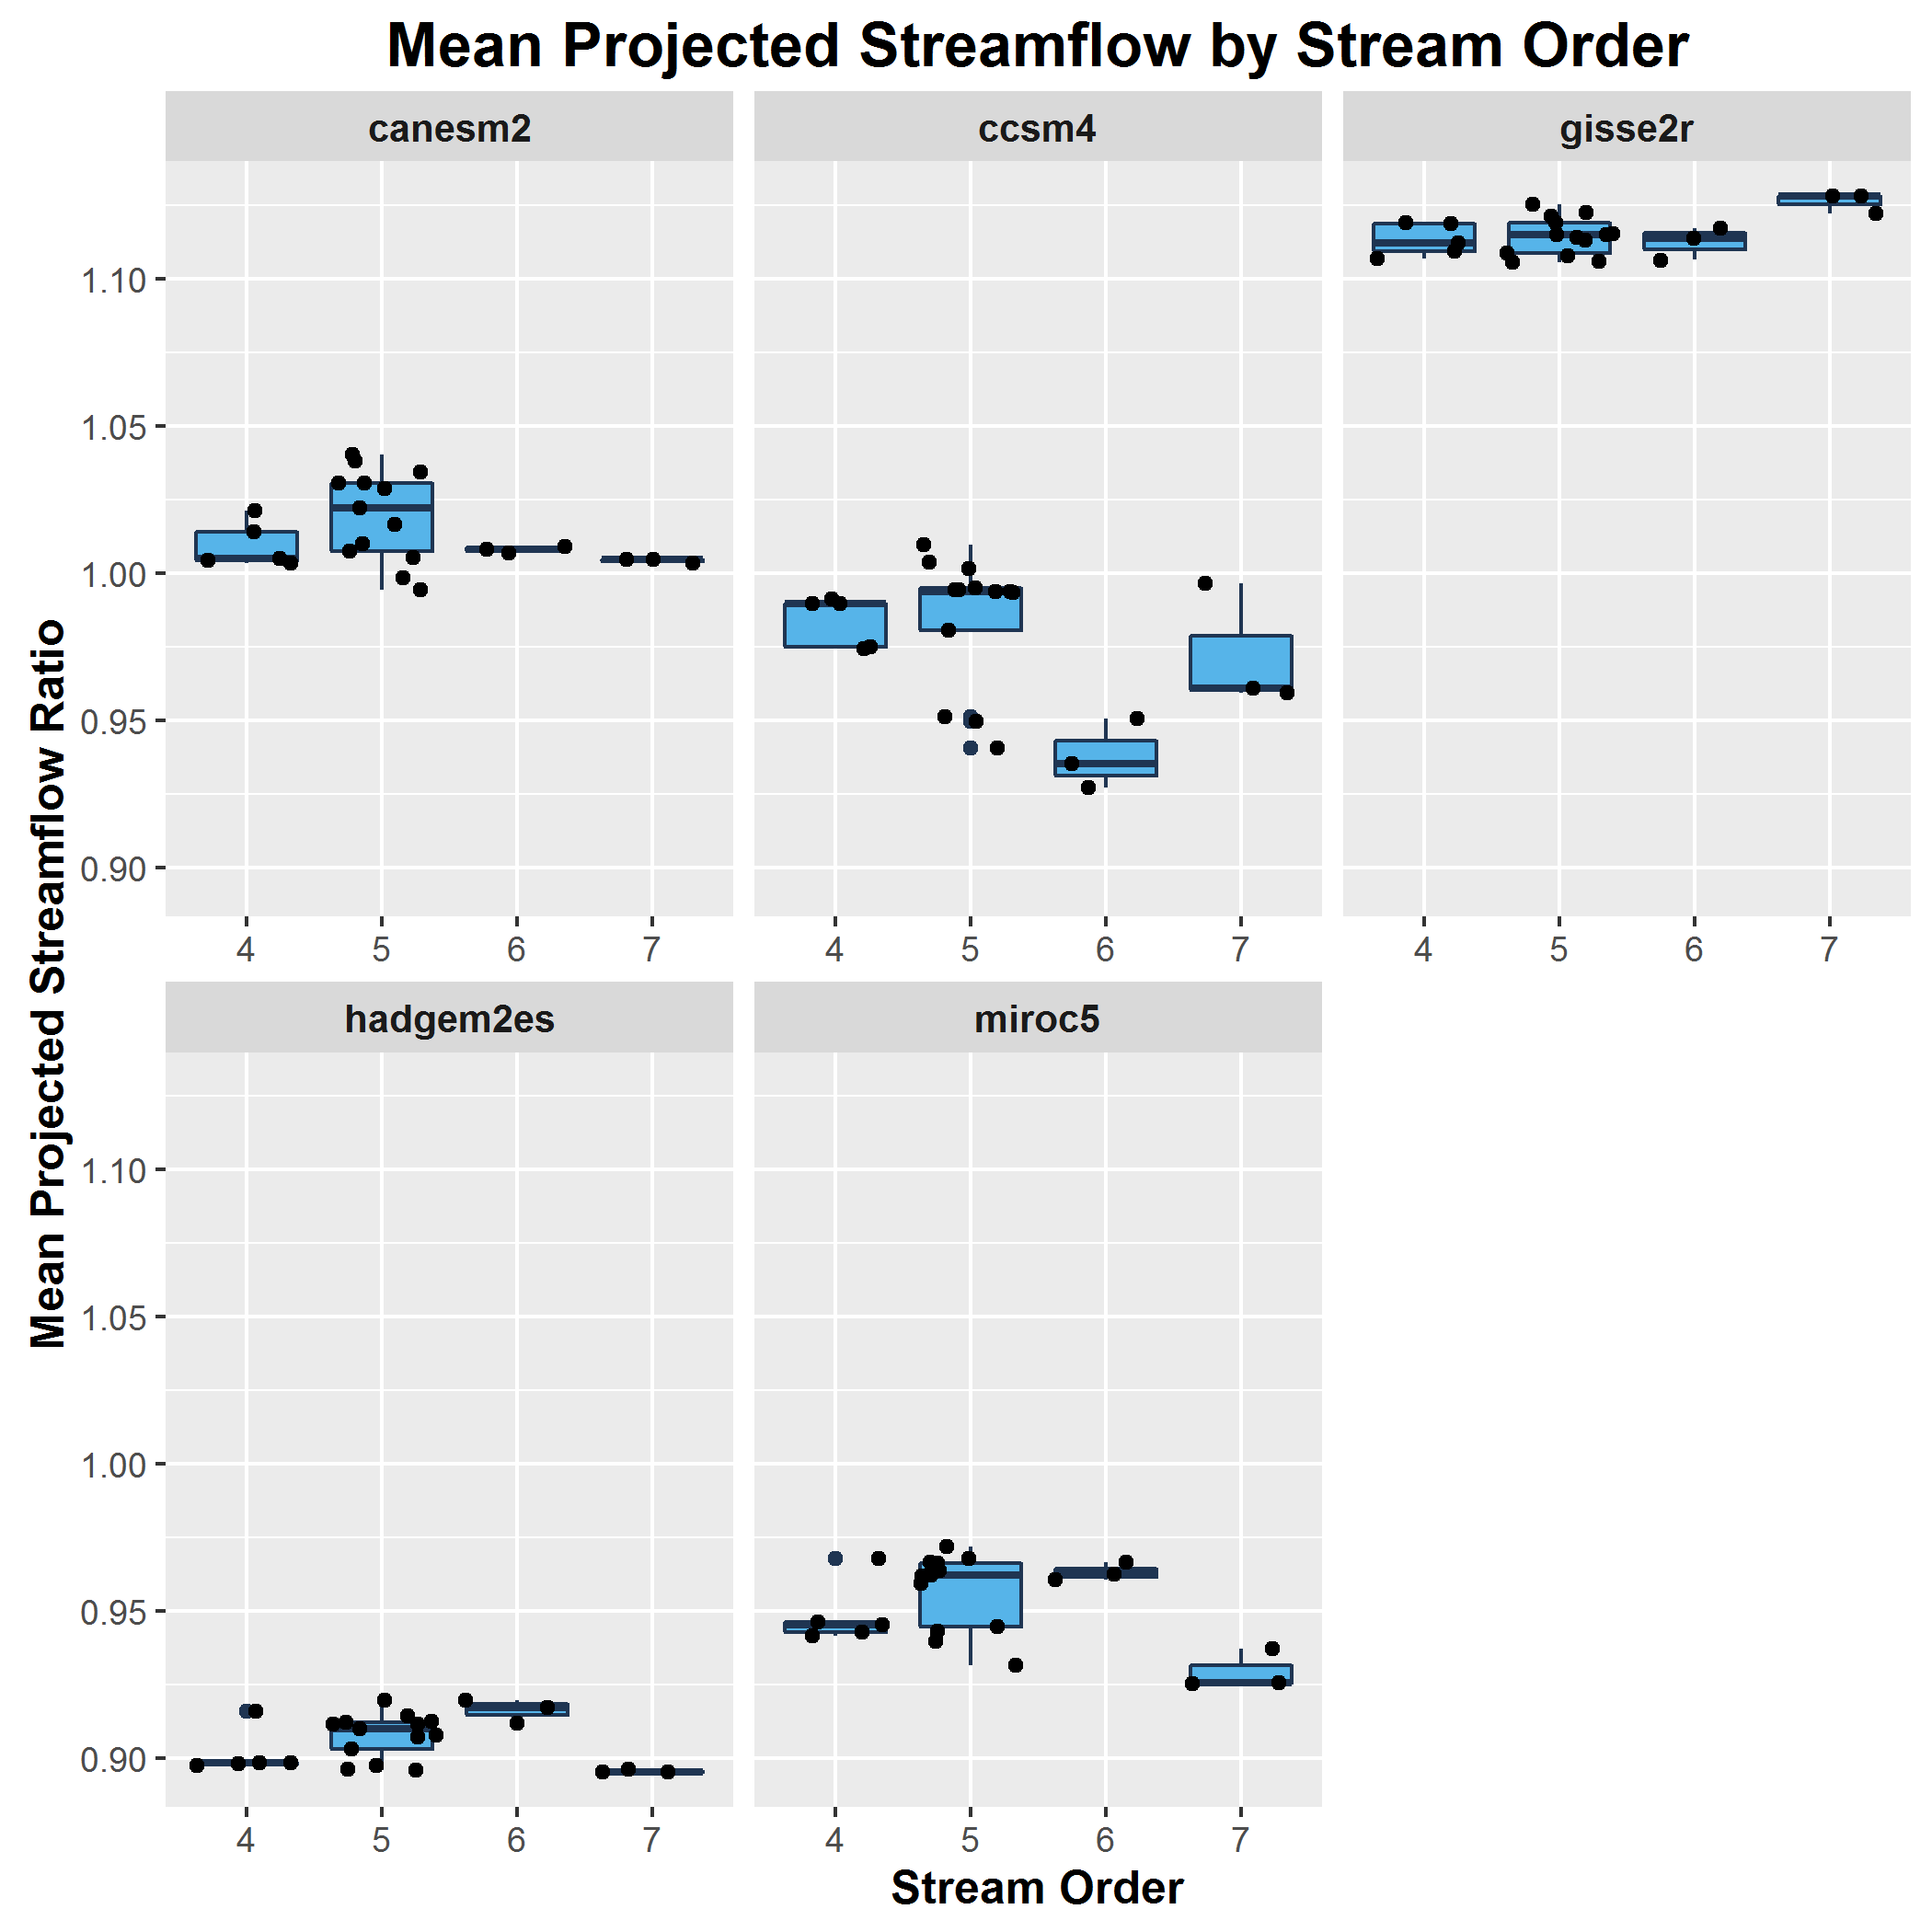 Mean Projected Streamflow by Stream Order
canesm2
ccsm4
gisse2r
1.10
1.05
1.00
0.95
0.90
4 5 6 7
4 5 6 7
4 5 6 7
Mean Projected Streamflow Ratio
hadgem2es
miroc5
1.10
1.05
1.00
0.95
0.90
4 5 6 7
4 5 6 7
Stream Order